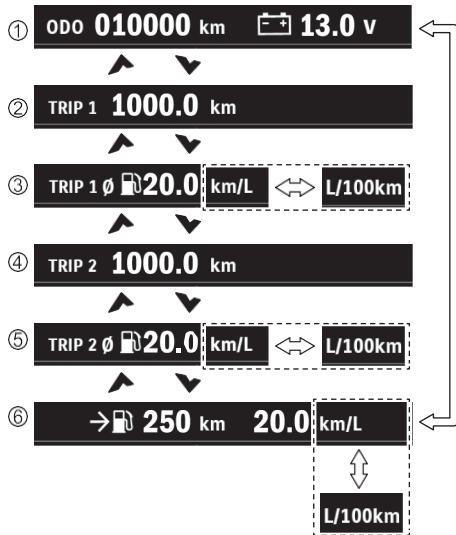 ① ODO 010000 km 13.0 V
② TRIP 1 1000.0 km
③ TRIP 1 Ø 20.0 km/L L/100km
④ TRIP 2 1000.0 km
⑤ TRIP 2 Ø 20.0 km/L L/100km
⑥ 250 km 20.0 km/L
L/100km